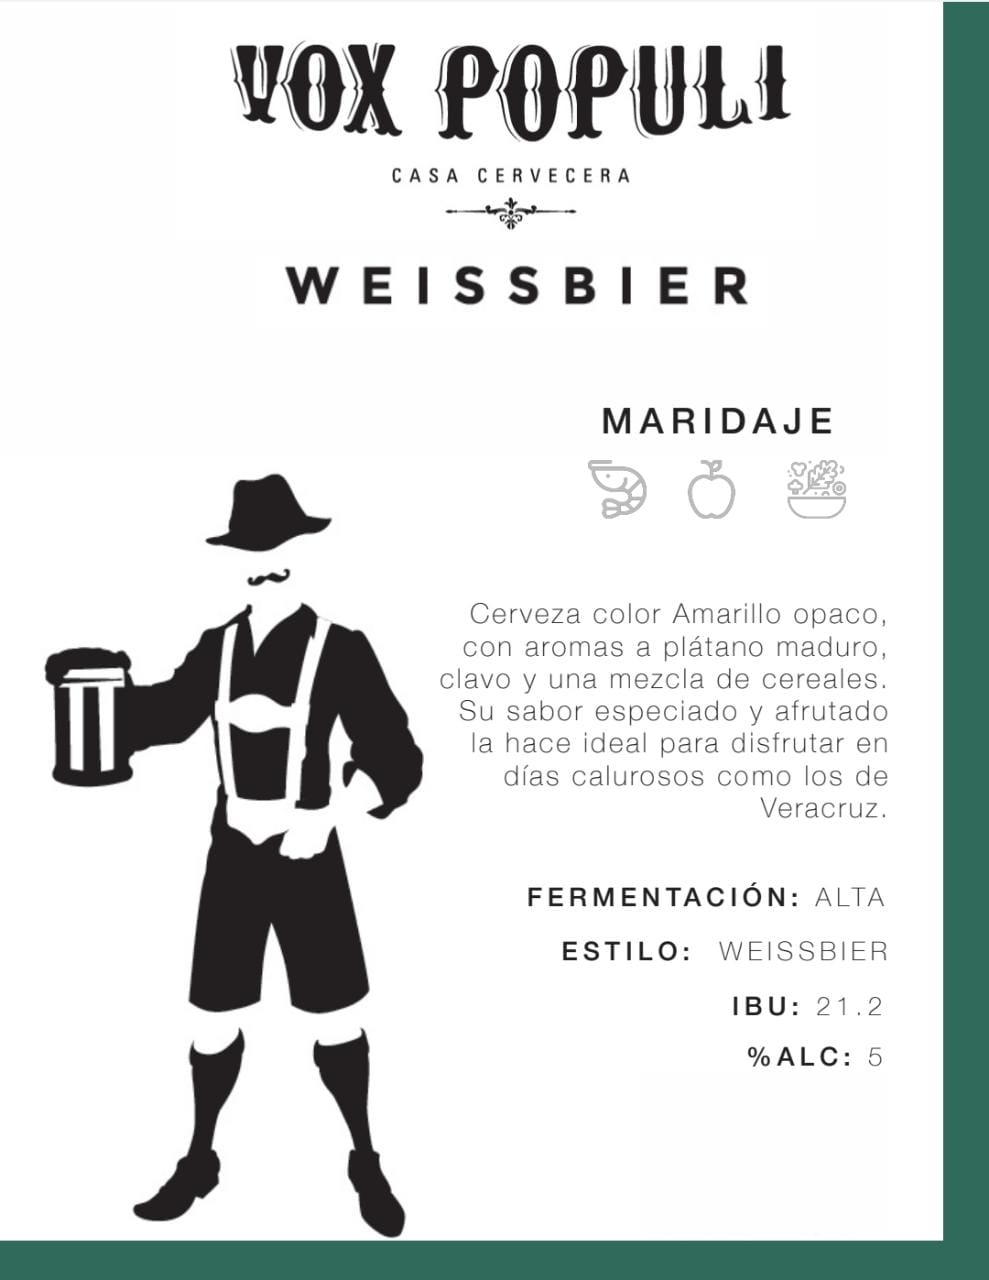 VOX POPULI
CASA CERVECERA
WEISSBIER
MARIDAJE
Cerveza color Amarillo opaco,
con aromas a plátano maduro,
clavo y una mezcla de cereales.
Su sabor especiado y afrutado
la hace ideal para disfrutar en
días calurosos como los de
Veracruz.
FERMENTACIÓN: ALTA
ESTILO: WEISSBIER
IBU: 21.2
%ALC: 5